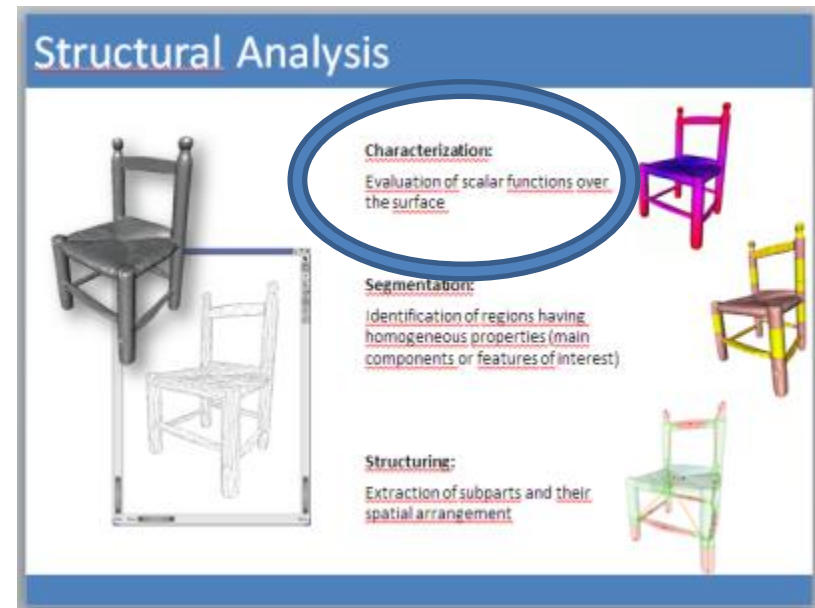 Structural Analysis
Characterization:
Evaluation of scalar functions over
the surface
Segmentation:
Identification of regions having
homogeneous properties (main
components or features of interest)
Structuring:
Extraction of subparts and their
spatial arrangement